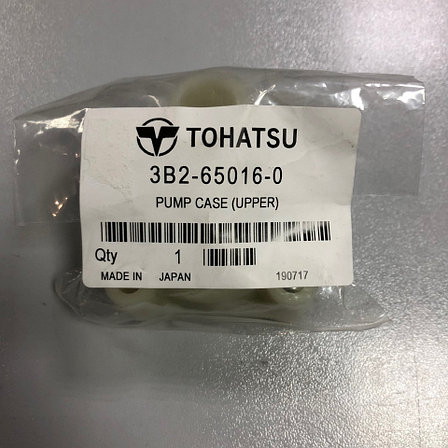 TOHATSU
3B2-65016-0
PUMP CASE (UPPER)
Qty 1
MADE IN JAPAN 190717